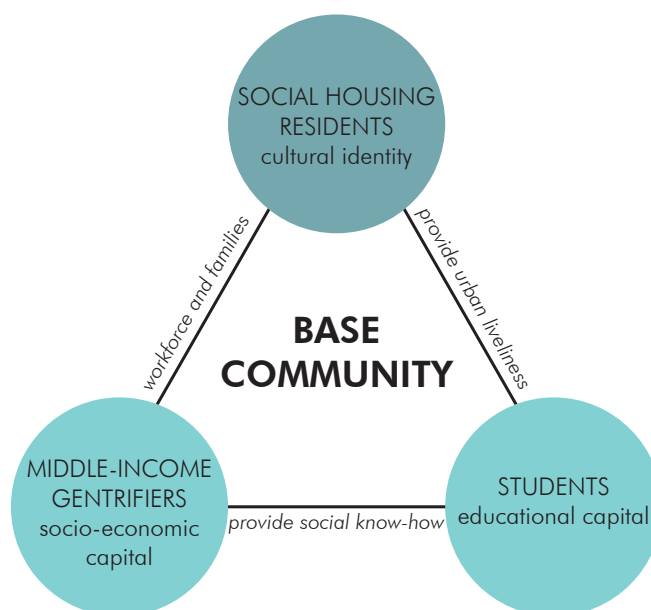 SOCIAL HOUSING
RESIDENTS
cultural identity
workforce and families
provide urban liveliness
BASE
COMMUNITY
MIDDLE-INCOME
GENTRIFIERS
socio-economic
capital
provide social know-how
STUDENTS
educational capital